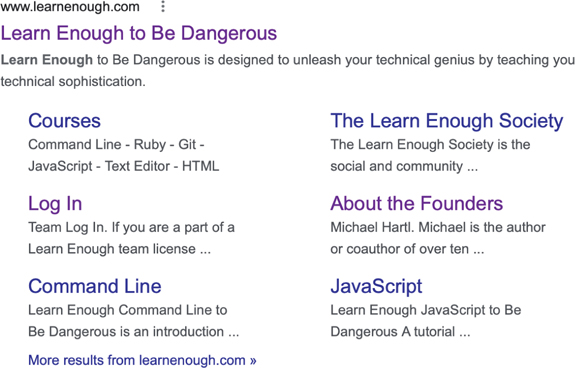 www.learnenough.com
Learn Enough to Be Dangerous
Learn Enough to Be Dangerous is designed to unleash your technical genius by teaching you
technical sophistication.
Courses
Command Line - Ruby - Git -
JavaScript - Text Editor - HTML
The Learn Enough Society
The Learn Enough Society is the
social and community ...
Log In
Team Log In. If you are a part of a
Learn Enough team license ...
About the Founders
Michael Hartl. Michael is the author
or coauthor of over ten ...
Command Line
Learn Enough Command Line to
Be Dangerous is an introduction ...
JavaScript
Learn Enough JavaScript to Be
Dangerous A tutorial ...
More results from learnenough.com »